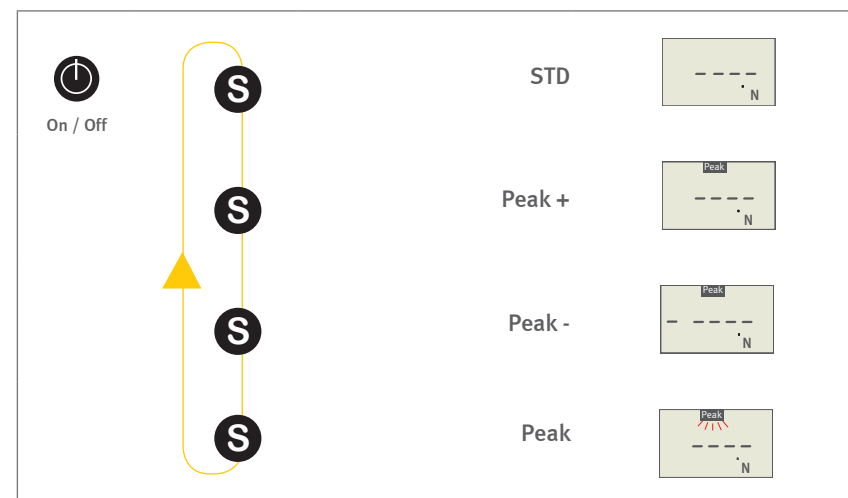 On / Off
S
STD
- - - -
N
S
Peak +
Peak
- - - -
N
S
Peak -
Peak
- - - - -
N
S
Peak
Peak
- - - -
N